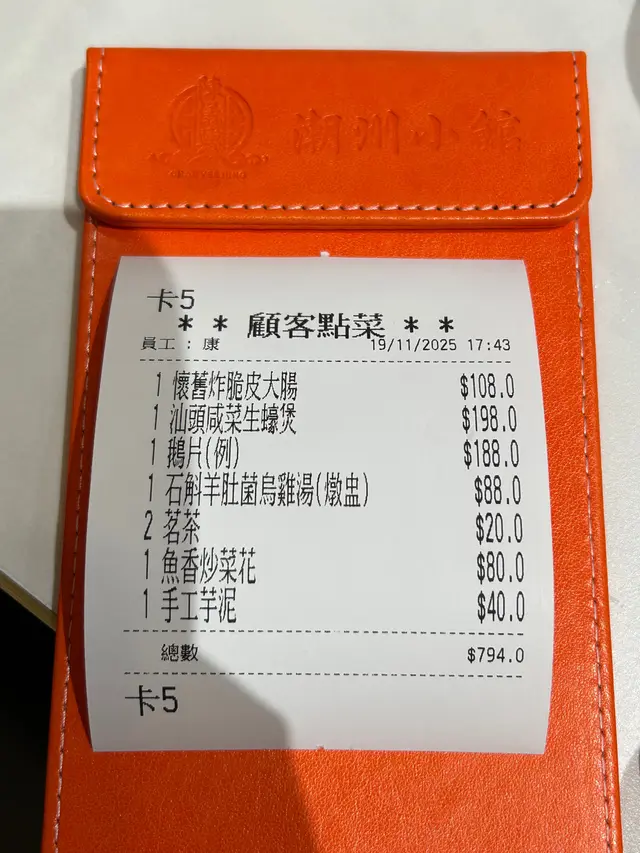 潮州小館
卡5
** 顧客點菜 **
員工 : 康 19/11/2025 17:43
1 懷舊炸脆皮大腸 $108.0
1 汕頭咸菜生蠔煲 $198.0
1 鵝片(例) $188.0
1 石斛羊肚菌烏雞湯(燉盅) $88.0
2 茗茶 $20.0
1 魚香炒菜花 $80.0
1 手工芋泥 $40.0
總數 $794.0
卡5